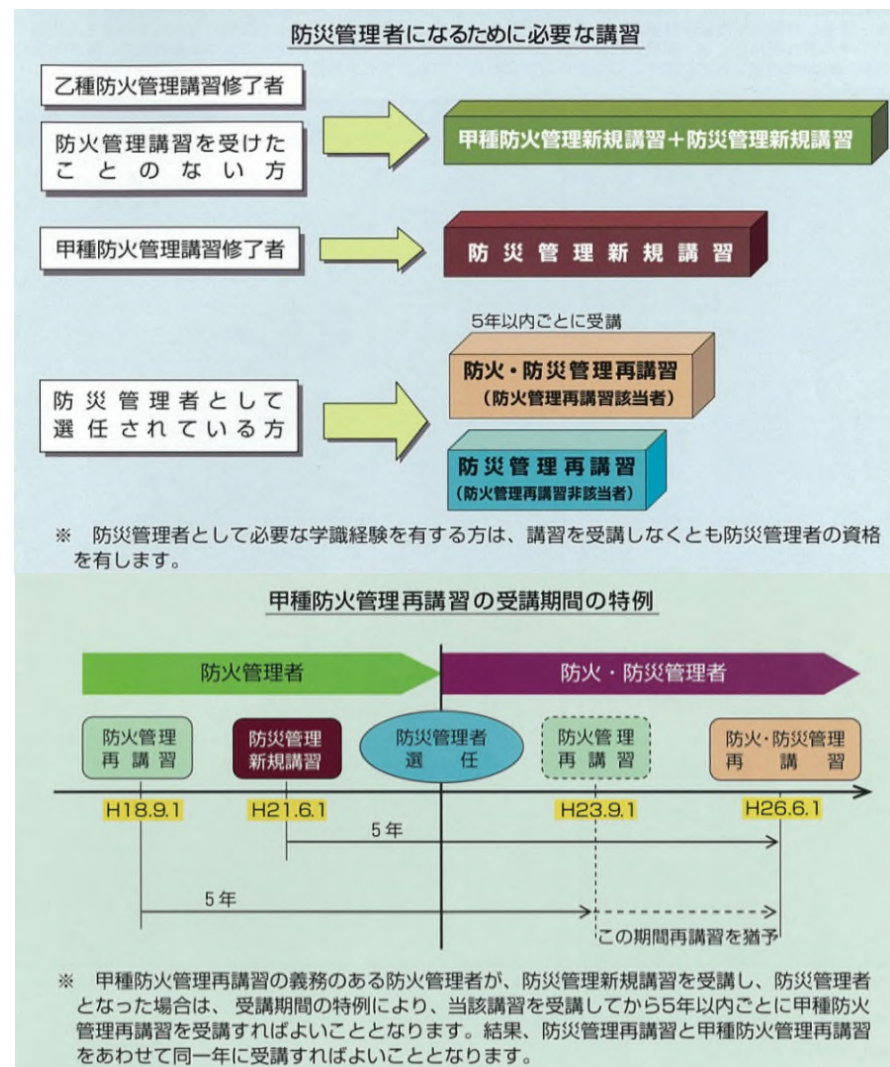 防災管理者になるために必要な講習
乙種防火管理講習修了者
防火管理講習を受けた
ことのない方
甲種防火管理新規講習+防災管理新規講習
甲種防火管理講習修了者
防災管理新規講習
5年以内ごとに受講
防火・防災管理再講習
(防火管理再講習該当者)
防災管理者として
選任されている方
防災管理再講習
(防火管理再講習非該当者)
※ 防災管理者として必要な学識経験を有する方は、講習を受講しなくとも防災管理者の資格
を有します。
甲種防火管理再講習の受講期間の特例
防火管理者
防火・防災管理者
防火管理
再講習
防災管理
新規講習
防災管理者
選任
防火管理
再講習
防火・防災管理
再講習
H18.9.1
H21.6.1
H23.9.1
H26.6.1
5年
5年
この期間再講習を猶予
※ 甲種防火管理再講習の義務のある防火管理者が、防災管理新規講習を受講し、防災管理者
となった場合は、受講期間の特例により、当該講習を受講してから5年以内ごとに甲種防火
管理再講習を受講すればよいこととなります。結果、防災管理再講習と甲種防火管理再講習
をあわせて同一年に受講すればよいこととなります。